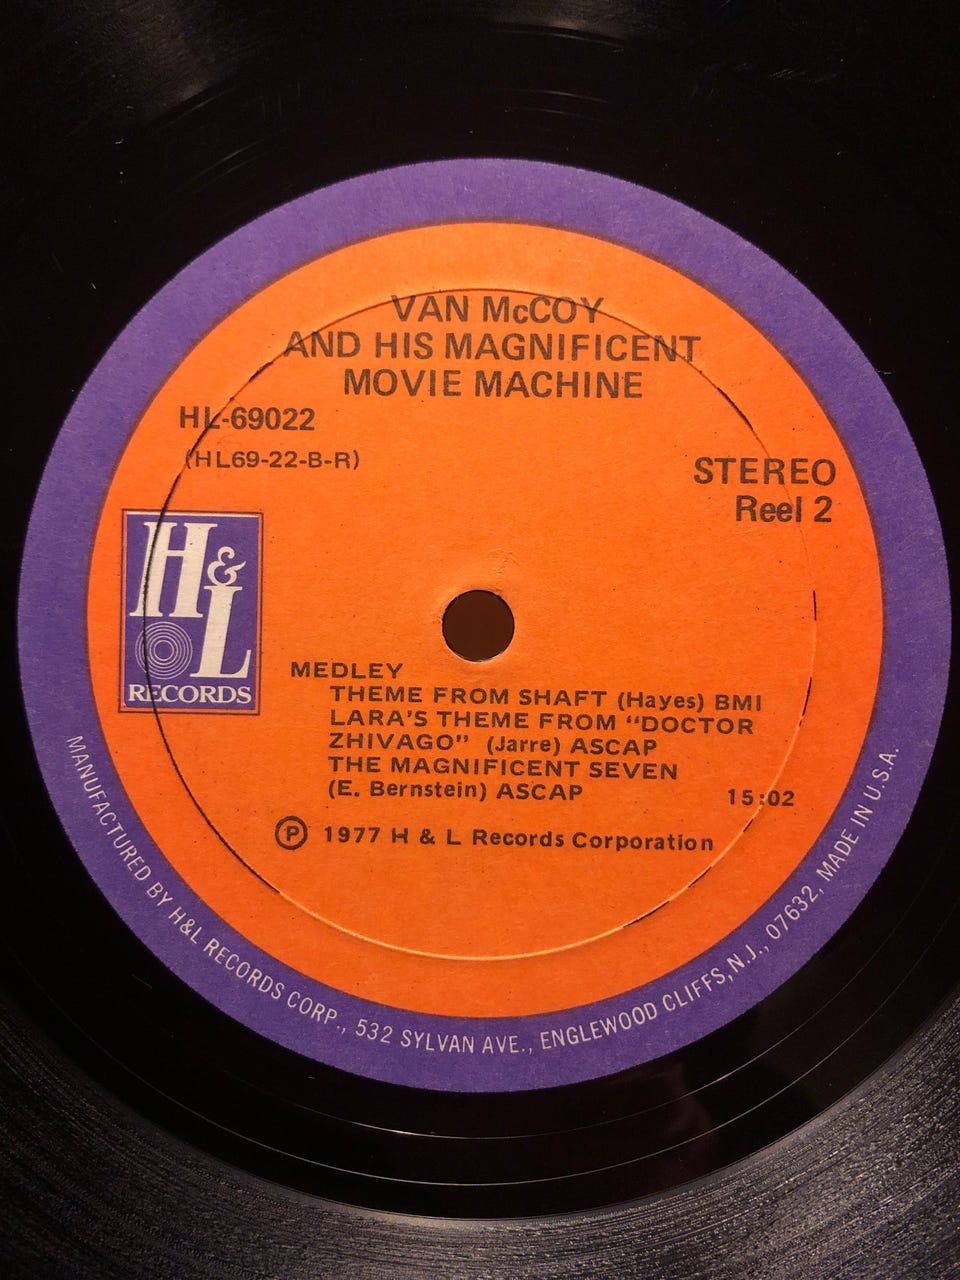 VAN McCOY
AND HIS MAGNIFICENT
MOVIE MACHINE
HL-69022
(HL69-22-B-R)
STEREO
Reel 2
H&L
RECORDS
MEDLEY
THEME FROM SHAFT (Hayes) BMI
LARA'S THEME FROM "DOCTOR
ZHIVAGO" (Jarre) ASCAP
THE MAGNIFICENT SEVEN
(E. Bernstein) ASCAP 15:02
Ⓟ 1977 H & L Records Corporation
MANUFACTURED BY H&L RECORDS CORP., 532 SYLVAN AVE., ENGLEWOOD CLIFFS, N.J., 07632, MADE IN U.S.A.